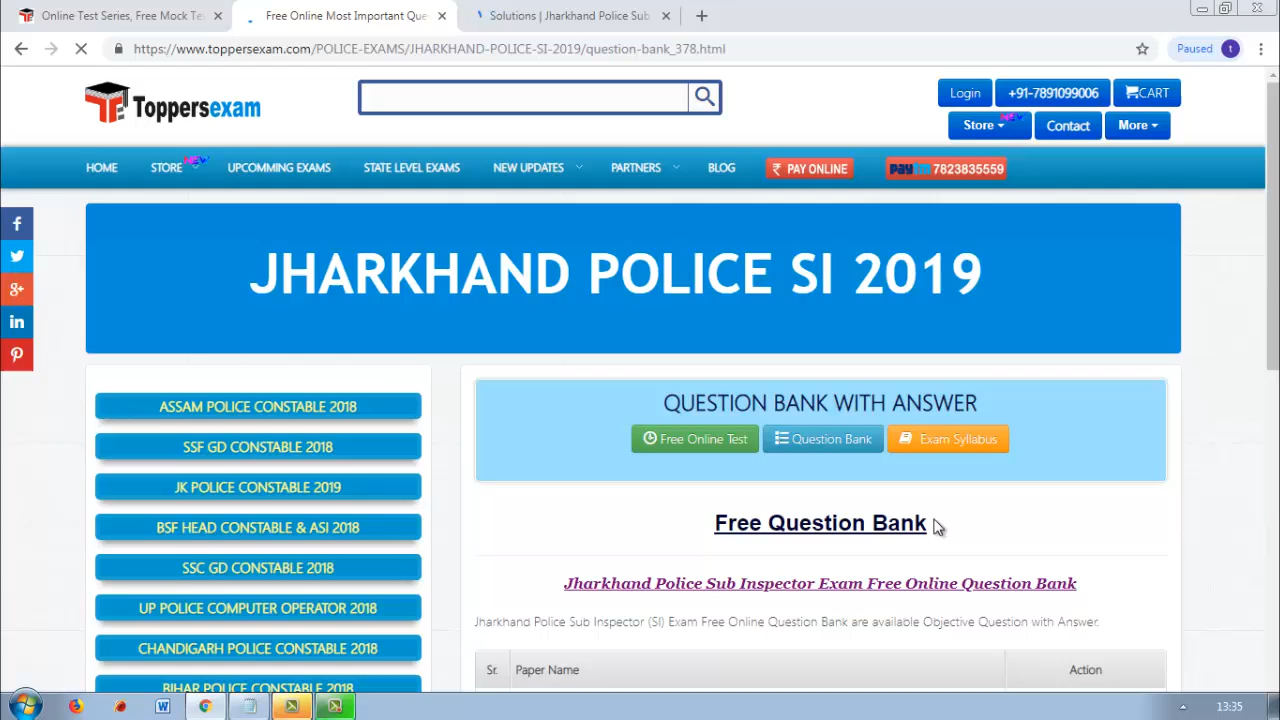 Online Test Series, Free Mock Te
Free Online Most Important Que
Solutions | Jharkhand Police Sub
https://www.toppersexam.com/POLICE-EXAMS/JHARKHAND-POLICE-SI-2019/question-bank_378.html
Paused
t
Toppersexam
Login
+91-7891099006
CART
Store
NEW
Contact
More
HOME
STORE
NEW
UPCOMMING EXAMS
STATE LEVEL EXAMS
NEW UPDATES
PARTNERS
BLOG
₹ PAY ONLINE
Paytm 7823835559
JHARKHAND POLICE SI 2019
ASSAM POLICE CONSTABLE 2018
SSF GD CONSTABLE 2018
JK POLICE CONSTABLE 2019
BSF HEAD CONSTABLE & ASI 2018
SSC GD CONSTABLE 2018
UP POLICE COMPUTER OPERATOR 2018
CHANDIGARH POLICE CONSTABLE 2018
BIHAR POLICE CONSTABLE 2018
QUESTION BANK WITH ANSWER
Free Online Test
Question Bank
Exam Syllabus
Free Question Bank
Jharkhand Police Sub Inspector Exam Free Online Question Bank
Jharkhand Police Sub Inspector (SI) Exam Free Online Question Bank are available Objective Question with Answer.
Sr.
Paper Name
Action
13:35